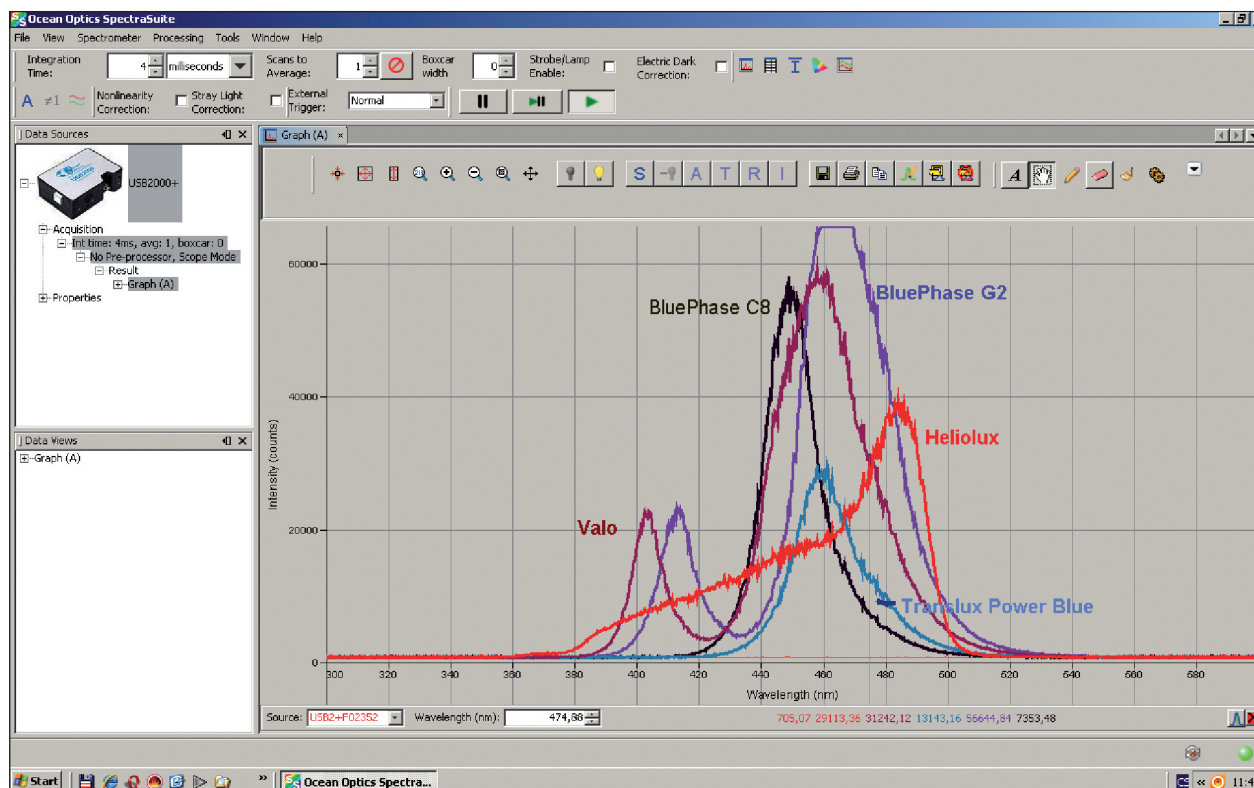 Ocean Optics SpectraSuite
File View Spectrometer Processing Tools Window Help
Integration Time: 4 milliseconds Scans to Average: 1 Boxcar width 0 Strobe/Lamp Enable: Electric Dark Correction:
A ≠1 Nonlinearity Correction: Stray Light Correction: External Trigger: Normal
Data Sources
USB2000+
Acquisition
Int time: 4ms, avg: 1, boxcar: 0
No Pre-processor, Scope Mode
Result
Graph (A)
Properties
Data Views
Graph (A)
Graph (A)
S A T R I A
60000
40000
20000
0
Intensity (counts)
BluePhase C8
BluePhase G2
Heliolux
Valo
Translux Power Blue
300 320 340 360 380 400 420 440 460 480 500 520 540 560 580
Wavelength (nm)
Source: USB2+F02352 Wavelength (nm): 474,88 705,07 29113,36 31242,12 13143,16 56644,84 7353,48
Start » Ocean Optics Spectra... CS « 11:4